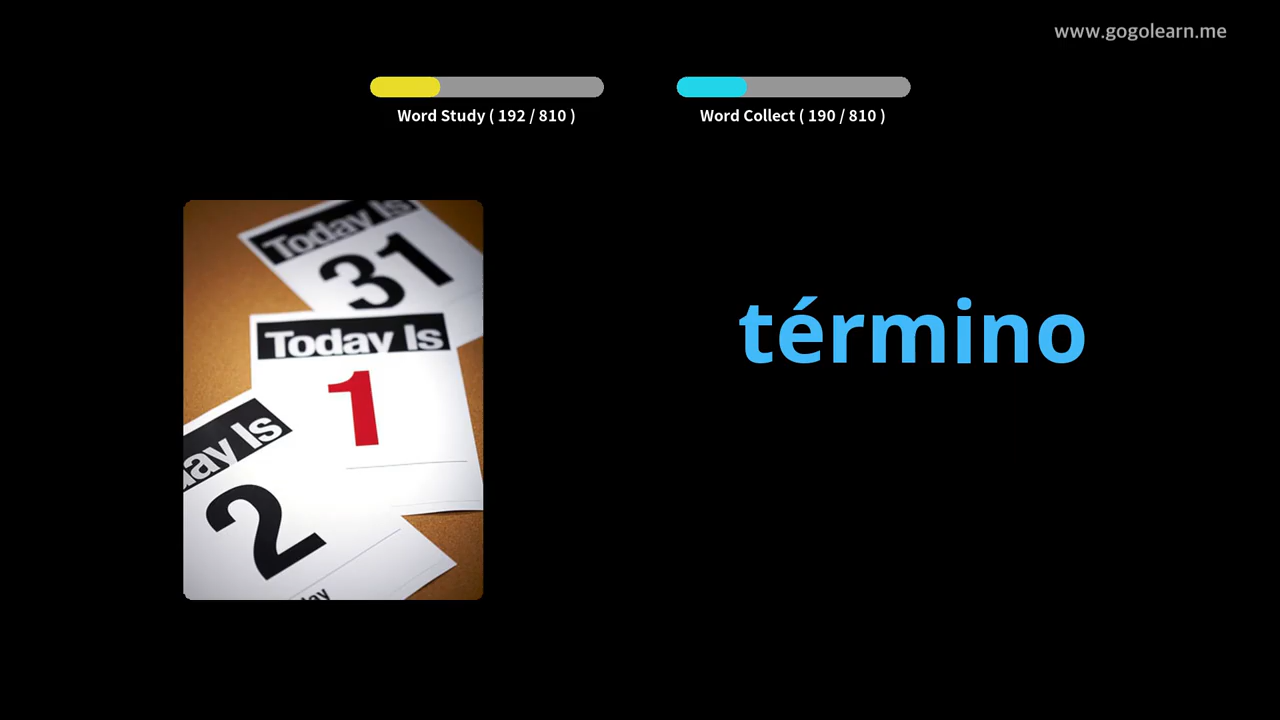 www.gogolearn.me
Word Study ( 192 / 810 )
Word Collect ( 190 / 810 )
Today Is
31
Today Is
1
ay Is
2
término